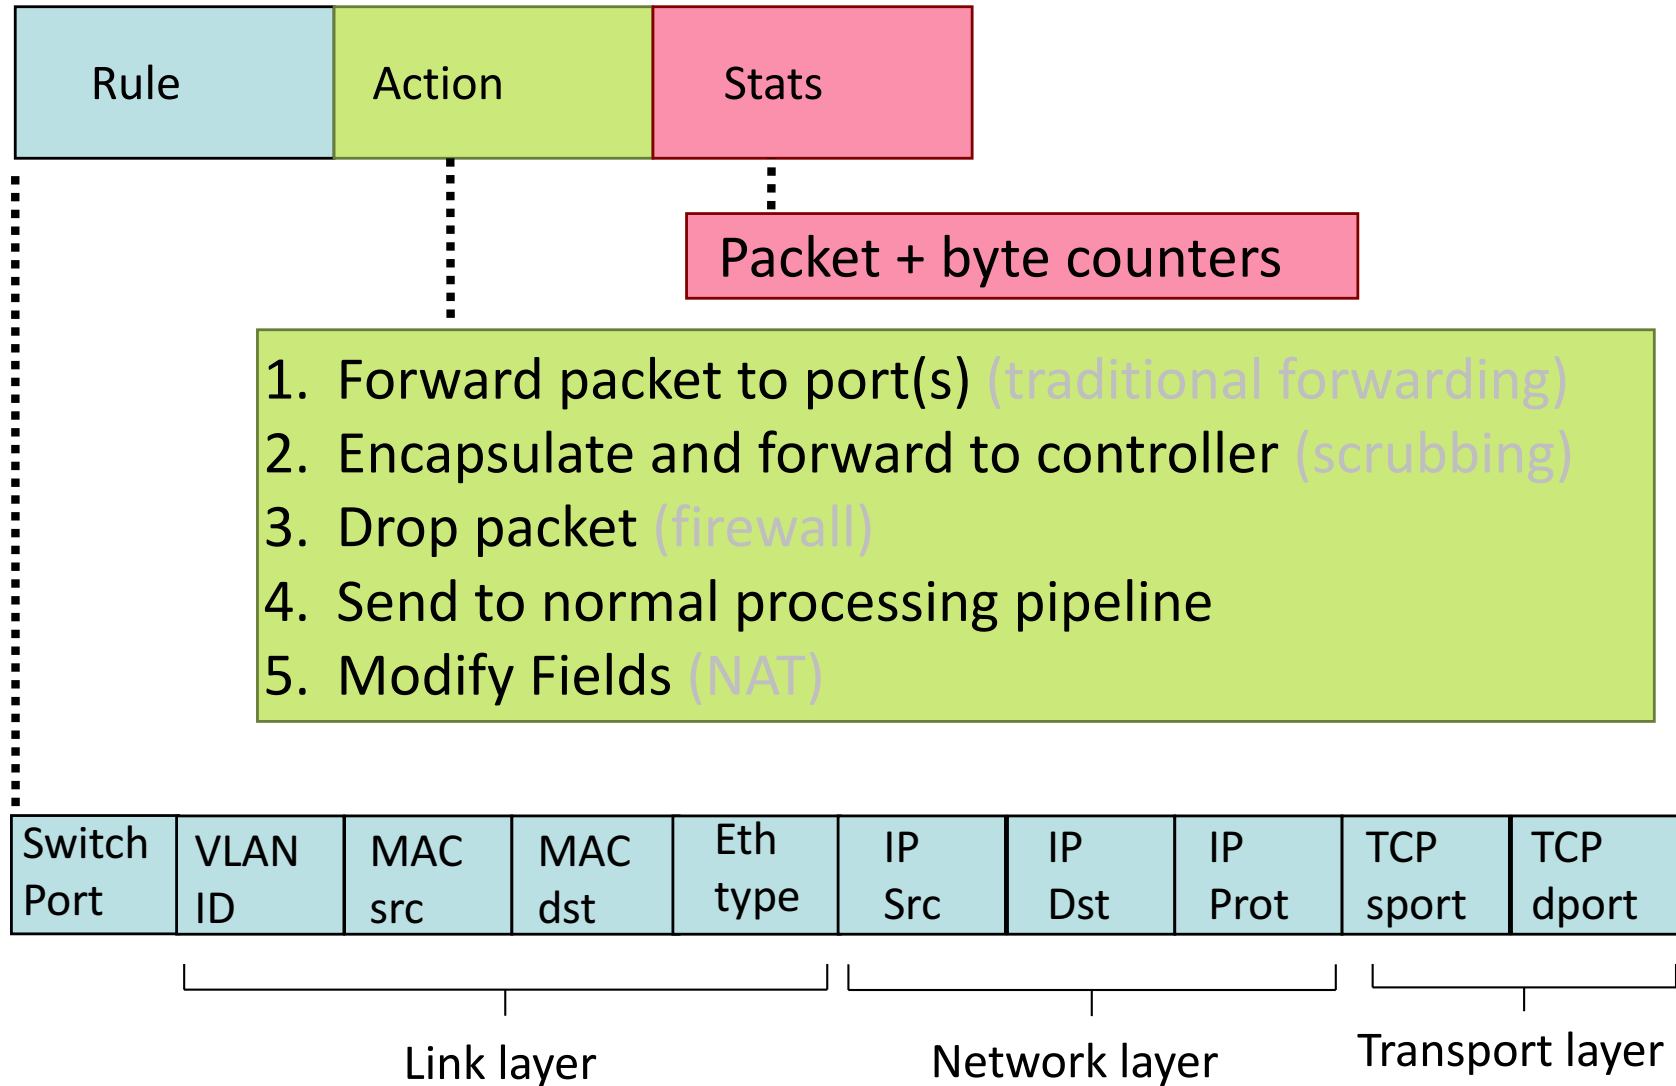 Rule
Action
Stats
Packet + byte counters
1. Forward packet to port(s) (traditional forwarding)
2. Encapsulate and forward to controller (scrubbing)
3. Drop packet (firewall)
4. Send to normal processing pipeline
5. Modify Fields (NAT)
Switch
Port
VLAN
ID
MAC
src
MAC
dst
Eth
type
IP
Src
IP
Dst
IP
Prot
TCP
sport
TCP
dport
Link layer
Network layer
Transport layer